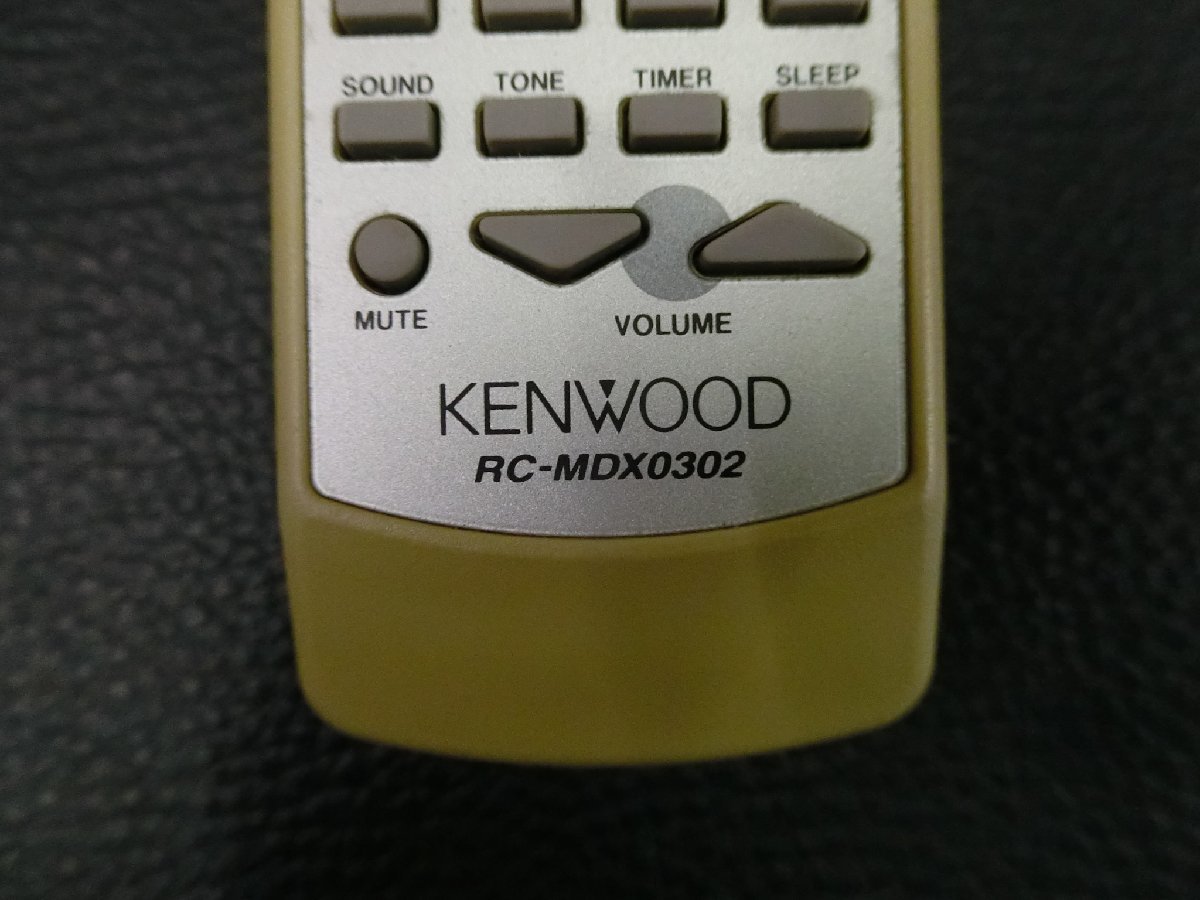 SOUND TONE TIMER SLEEP
MUTE VOLUME
KENWOOD
RC-MDX0302